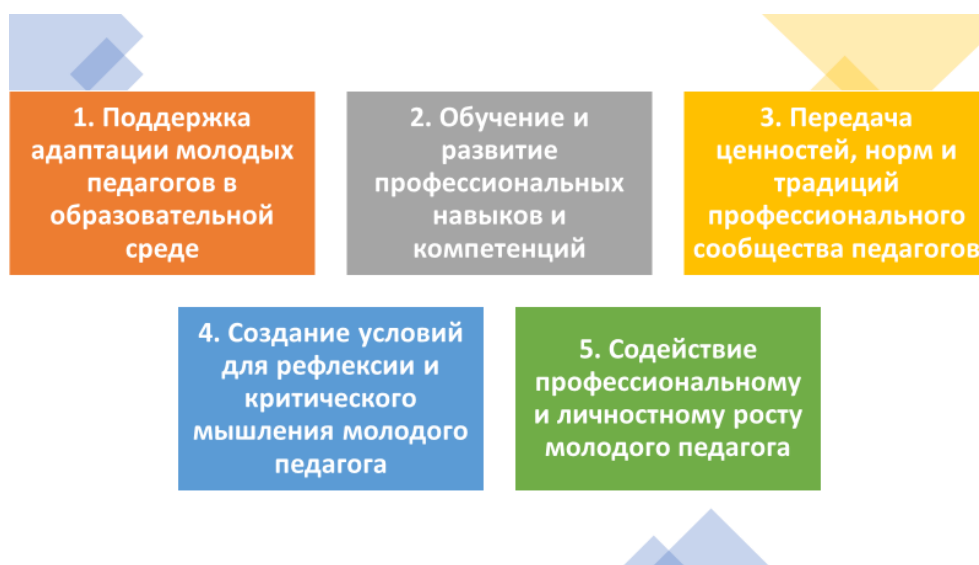 1. Поддержка
адаптации молодых
педагогов в
образовательной
среде
2. Обучение и
развитие
профессиональных
навыков и
компетенций
3. Передача
ценностей, норм и
традиций
профессионального
сообщества педагогов
4. Создание условий
для рефлексии и
критического
мышления молодого
педагога
5. Содействие
профессиональному
и личностному росту
молодого педагога